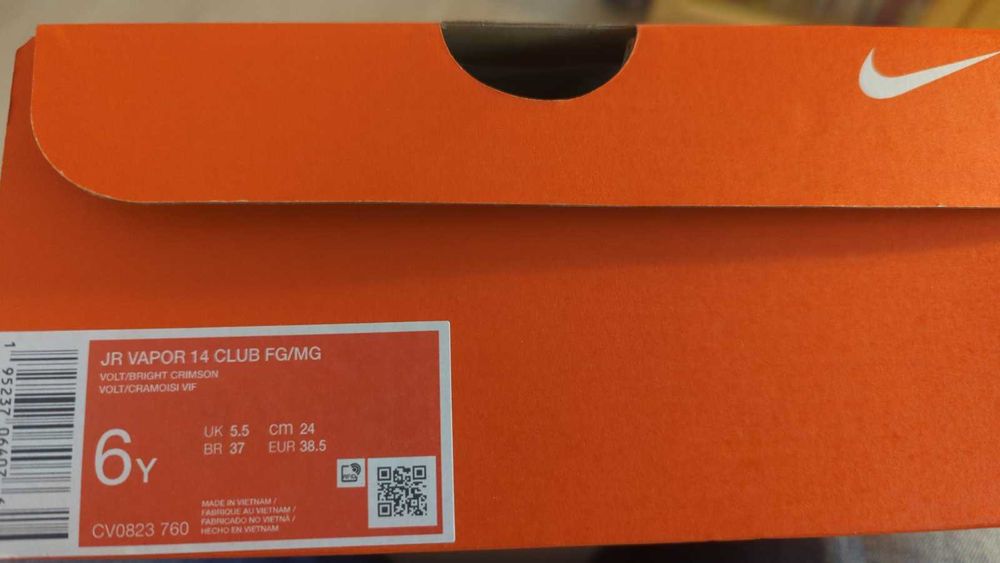 JR VAPOR 14 CLUB FG/MG
VOLT/BRIGHT CRIMSON
VOLT/CRAMOISI VIF
6Y
UK 5.5 cm 24
BR 37 EUR 38.5
MADE IN VIETNAM /
FABRIQUE AU VIETNAM /
FABRICADO NO VIETNÃ /
HECHO EN VIETNAM
CV0823 760